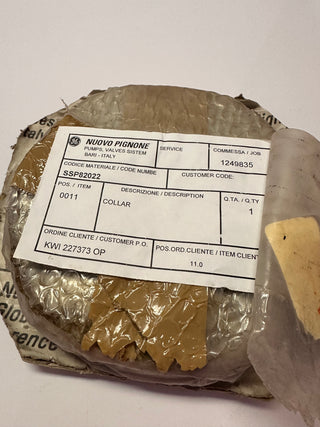 NUOVO PIGNONE
PUMPS, VALVES SISTEM
BARI - ITALY
SERVICE
COMMESSA / JOB
1249835
CODICE MATERIALE / CODE NUMBE
SSP82022
CUSTOMER CODE:
POS. / ITEM
0011
DESCRIZIONE / DESCRIPTION
COLLAR
Q.TA. / Q.TY
1
ORDINE CLIENTE / CUSTOMER P.O.
KWI 227373 OP
POS.ORD.CLIENTE / ITEM CLIEN
11.0